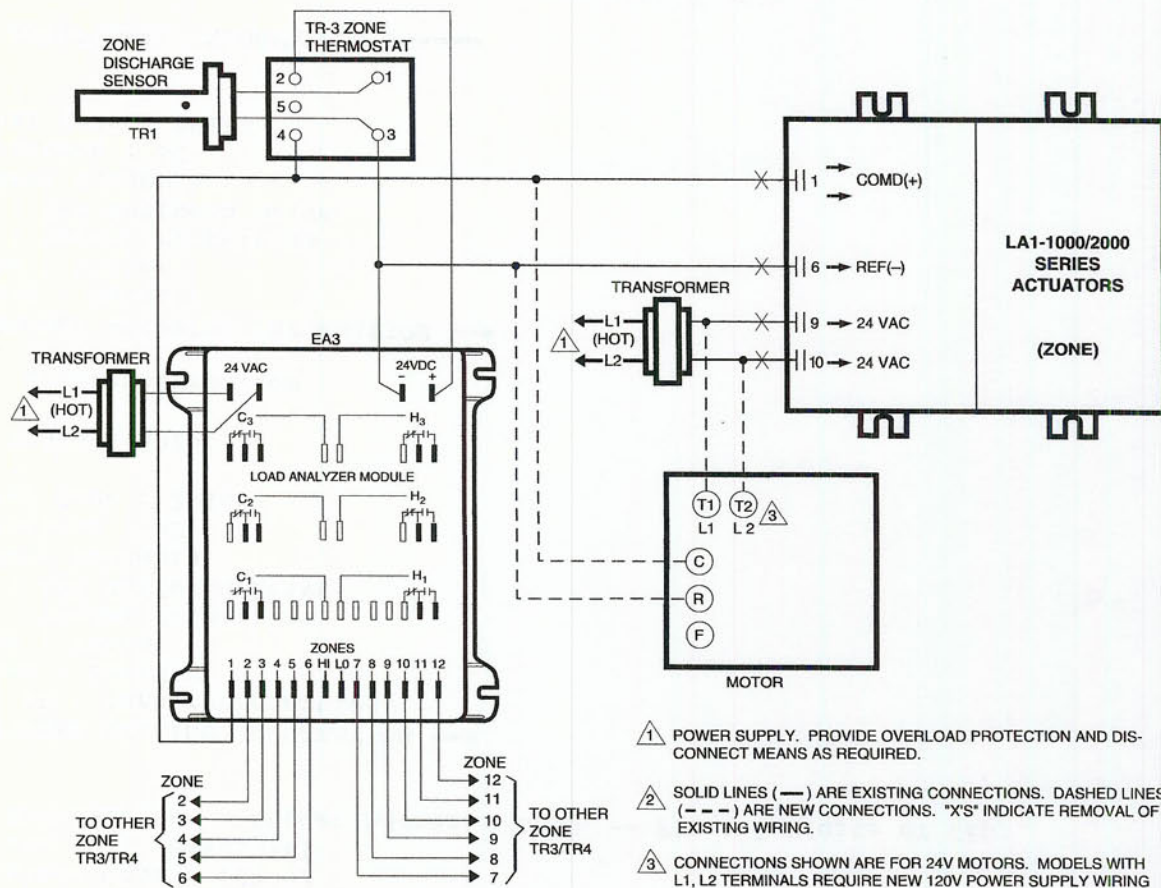 ZONE
DISCHARGE
SENSOR
TR1
TR-3 ZONE
THERMOSTAT
2 1
5
4 3
1 COMD(+)
6 REF(–)
9 24 VAC
10 24 VAC
LA1-1000/2000
SERIES
ACTUATORS
(ZONE)
TRANSFORMER
L1
(HOT)
L2
1
TRANSFORMER
L1
(HOT)
L2
1
EA3
24 VAC
24VDC
- +
C3 H3
LOAD ANALYZER MODULE
C2 H2
C1 H1
ZONES
1 2 3 4 5 6 HI LO 7 8 9 10 11 12
T1 T2
L1 L 2
3
C
R
F
MOTOR
ZONE
2
3
4
5
6
TO OTHER
ZONE
TR3/TR4
ZONE
12
11
10
9
8
7
TO OTHER
ZONE
TR3/TR4
1 POWER SUPPLY. PROVIDE OVERLOAD PROTECTION AND DIS-
CONNECT MEANS AS REQUIRED.
2 SOLID LINES (—) ARE EXISTING CONNECTIONS. DASHED LINES
(- - -) ARE NEW CONNECTIONS. "X'S" INDICATE REMOVAL OF
EXISTING WIRING.
3 CONNECTIONS SHOWN ARE FOR 24V MOTORS. MODELS WITH
L1, L2 TERMINALS REQUIRE NEW 120V POWER SUPPLY WIRING